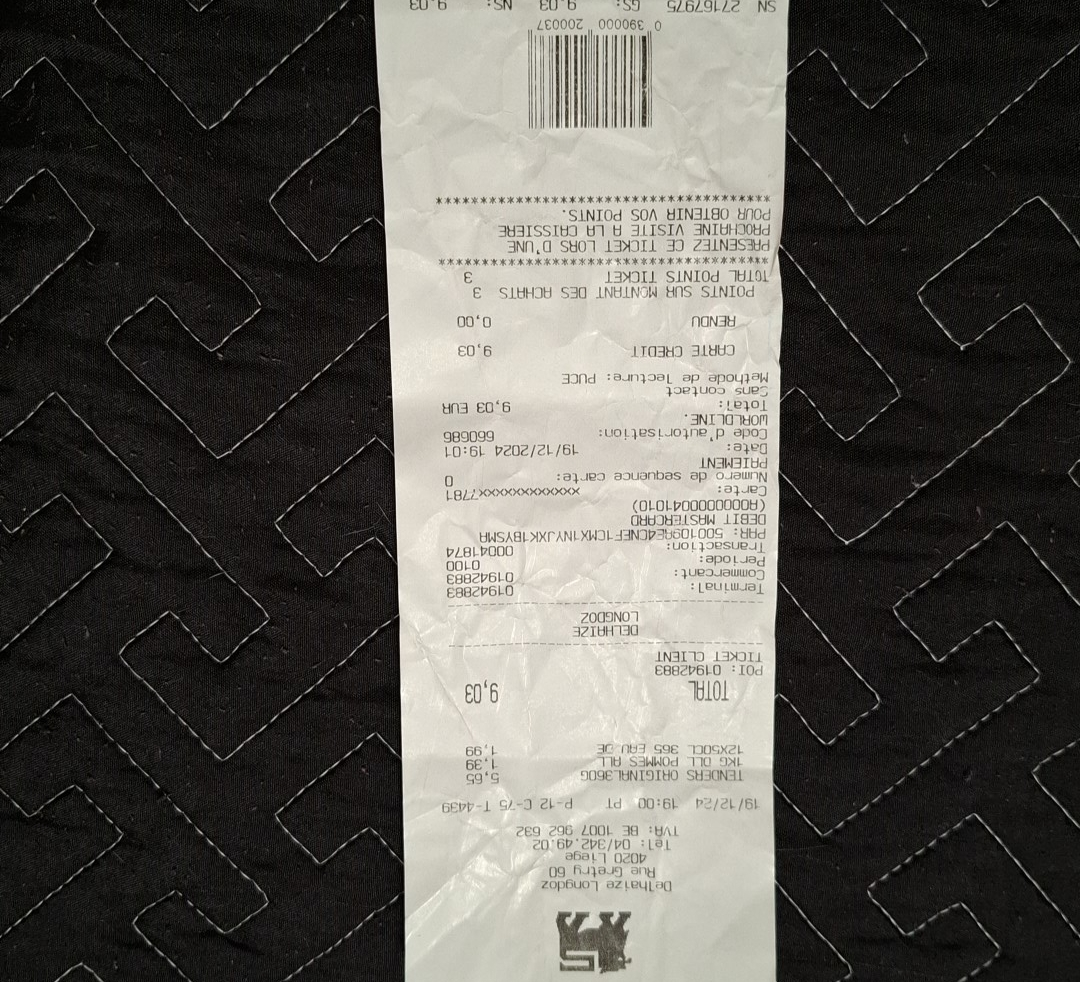 Delhaize Longdoz
Rue Gretry 60
4020 Liege
Tel: 04/342.49.02
TVA: BE 1007 962 632
19/12/24 19:00 PT P-12 C-75 T-4439
TENDERS ORIGINAL360G 5,65
1KG DLL POMMES ALL 1,39
12X50CL 365 EAU DE 1,99
TOTAL 9,03
POI: 01942883
TICKET CLIENT
DELHAIZE
LONGDOZ
Terminal: 01942883
Commercant: 01942883
Periode: 0100
Transaction: 00041874
PAR: 500109AE4CNEF1CMX1NYJXK1BYSMA
DEBIT MASTERCARD
(A0000000041010)
Carte: xxxxxxxxxxxxxxx7781
Numero de sequence carte: 0
PAIEMENT
Date: 19/12/2024 19:01
Code d'autorisation: 660686
WORLDLINE.
Total: 9,03 EUR
Sans contact
Methode de lecture: PUCE
CARTE CREDIT 9,03
RENDU 0,00
POINTS SUR MONTANT DES ACHATS 3
TOTAL POINTS TICKET 3
****************************************
PRESENTEZ CE TICKET LORS D'UNE
PROCHAINE VISITE A LA CAISSIERE
POUR OBTENIR VOS POINTS.
****************************************
0 390000 200037
SN 27167975 GS: 9,03 NS: 9,03